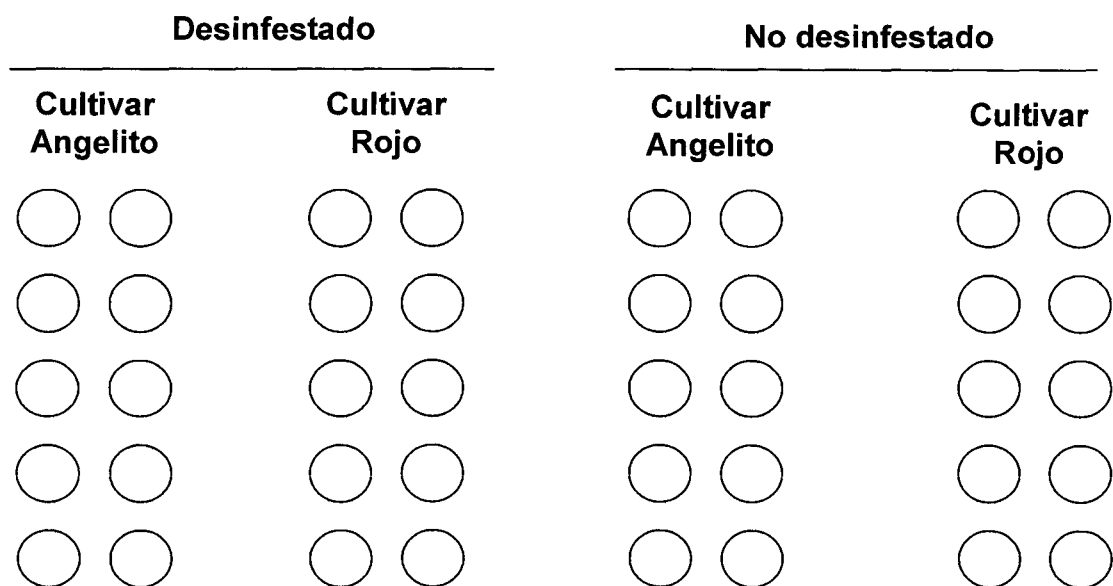 Desinfestado
No desinfestado
Cultivar
Angelito
Cultivar
Rojo
Cultivar
Angelito
Cultivar
Rojo